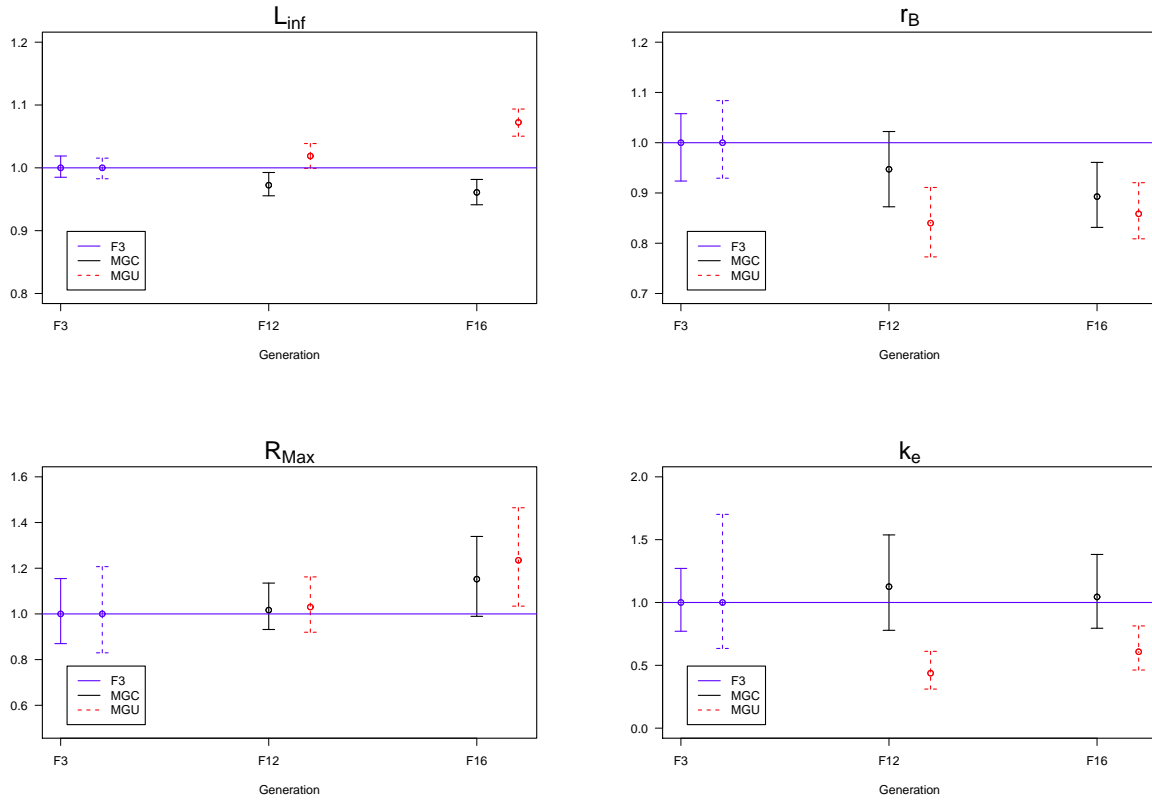 L_inf
1.2
1.1
1.0
0.9
0.8
F3
MGC
MGU
F3 F12 F16
Generation
r_B
1.2
1.1
1.0
0.9
0.8
0.7
F3
MGC
MGU
F3 F12 F16
Generation
R_Max
1.6
1.4
1.2
1.0
0.8
0.6
F3
MGC
MGU
F3 F12 F16
Generation
k_e
2.0
1.5
1.0
0.5
0.0
F3
MGC
MGU
F3 F12 F16
Generation